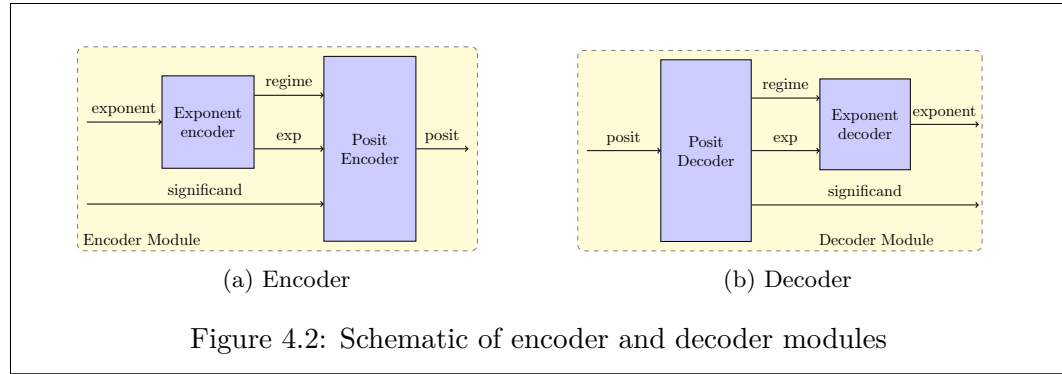 exponent
Exponent
encoder
regime
exp
significand
Posit
Encoder
posit
Encoder Module
(a) Encoder
posit
Posit
Decoder
regime
exp
Exponent
decoder
exponent
significand
Decoder Module
(b) Decoder
Figure 4.2: Schematic of encoder and decoder modules